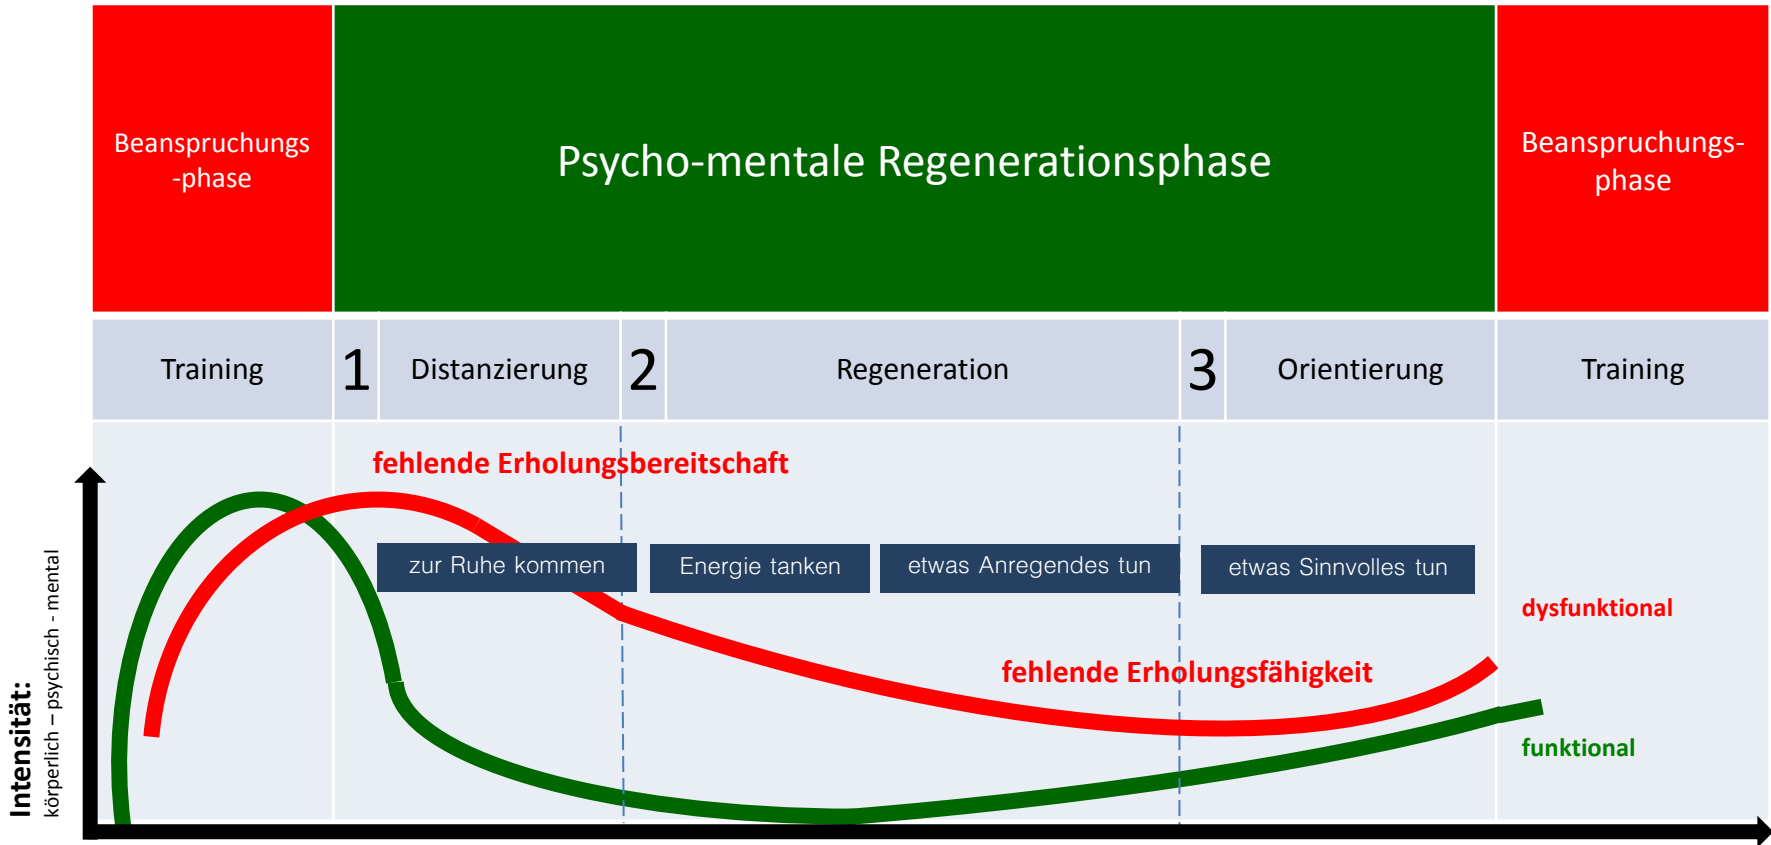 Beanspruchungs
-phase
Psycho-mentale Regenerationsphase
Beanspruchungs-
phase
Training
1
Distanzierung
2
Regeneration
3
Orientierung
Training
fehlende Erholungsbereitschaft
zur Ruhe kommen
Energie tanken
etwas Anregendes tun
etwas Sinnvolles tun
dysfunktional
fehlende Erholungsfähigkeit
funktional
Intensität:
körperlich – psychisch - mental